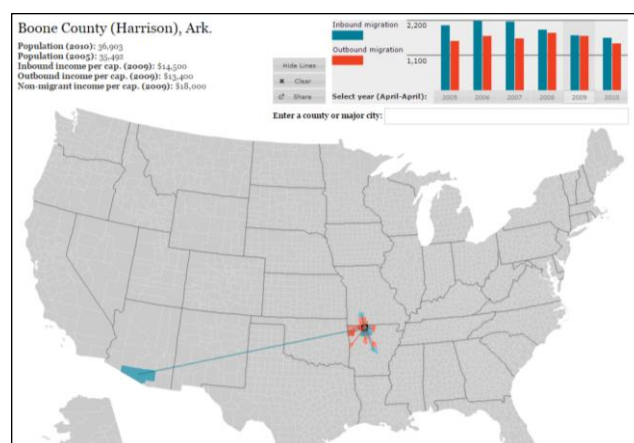 Boone County (Harrison), Ark.
Population (2010): 36,903
Population (2005): 35,492
Inbound income per cap. (2009): $14,500
Outbound income per cap. (2009): $13,400
Non-migrant income per cap. (2009): $18,000
Hide Lines
✖ Clear
Share
Inbound migration
Outbound migration
2,200
1,100
Select year (April-April):
2005 2006 2007 2008 2009 2010
Enter a county or major city: